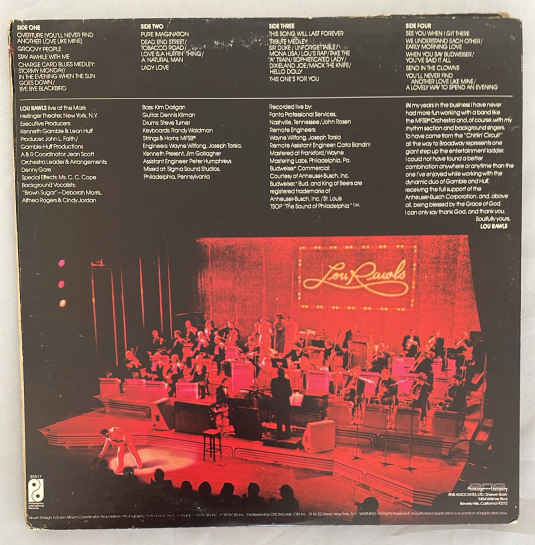 SIDE ONE
OVERTURE (YOU'LL NEVER FIND
ANOTHER LOVE LIKE MINE)
GROOVY PEOPLE
STAY AWHILE WITH ME
CHARGE CARD BLUES MEDLEY:
STORMY MONDAY/
IN THE EVENING WHEN THE SUN
GOES DOWN/
BYE BYE BLACKBIRD
SIDE TWO
PURE IMAGINATION
DEAD END STREET/
TOBACCO ROAD/
LOVE IS A HURTIN' THING/
A NATURAL MAN
LADY LOVE
SIDE THREE
THIS SONG WILL LAST FOREVER
TRIBUTE MEDLEY
SIR DUKE/UNFORGETTABLE/
MONA LISA/LOU'S RAP/TAKE THE
'A' TRAIN/SOPHISTICATED LADY/
DIXIELAND JOE/MACK THE KNIFE/
HELLO DOLLY
THIS ONE'S FOR YOU
SIDE FOUR
SEE YOU WHEN I GIT THERE
WE UNDERSTAND EACH OTHER/
EARLY MORNING LOVE
WHEN YOU SAY BUDWEISER/
YOU'VE SAID IT ALL
SEND IN THE CLOWNS
YOU'LL NEVER FIND
ANOTHER LOVE LIKE MINE/
A LOVELY WAY TO SPEND AN EVENING
LOU RAWLS live at the Mark
Hellinger Theater, New York, N.Y.
Executive Producers
Kenneth Gamble & Leon Huff
Producer: John L. Faith/
Gamble-Huff Productions
A & R Coordinator: Jean Scott
Orchestra Leader & Arrangements:
Denny Gore
Special Effects: Ms. C. C. Cope
Background Vocalists:
"Brown Sugar"—Deborah Morris,
Alfreda Rogers & Cindy Jordan
Bass: Kim Darigan
Guitar: Dennis Kilman
Drums: Steve Turner
Keyboards: Randy Waldman
Strings & Horns: MFSB®
Engineers: Wayne Wilfong, Joseph Tarsia,
Kenneth Present, Jim Gallagher
Assistant Engineer: Peter Humphreys
Mixed at Sigma Sound Studios,
Philadelphia, Pennsylvania
Recorded live by:
Fanta Professional Services,
Nashville, Tennessee/John Rosen
Remote Engineers
Wayne Wilfong, Joseph Tarsia
Remote Assistant Engineer: Carla Bandini
Mastered at Frankford/Wayne
Mastering Labs, Philadelphia, Pa.
Budweiser® Commercial
Courtesy of Anheuser-Busch, Inc.
Budweiser,® Bud, and King of Beers are
registered trademarks of
Anheuser-Busch, Inc./St. Louis
TSOP "The Sound of Philadelphia"
IN my years in the business I have never
had more fun working with a band like
the MFSB®Orchestra and, of course, with my
rhythm section and background singers.
To have come from the "Chitlin' Circuit"
all the way to Broadway represents one
giant step up the entertainment ladder.
I could not have found a better
combination anywhere or anytime than the
one I've enjoyed while working with the
dynamic duo of Gamble and Huff,
receiving the full support of the
Anheuser-Busch Corporation, and, above
all, being blessed by the Grace of God.
I can only say thank God, and thank you.
Soulfully yours,
LOU RAWLS
Lou Rawls